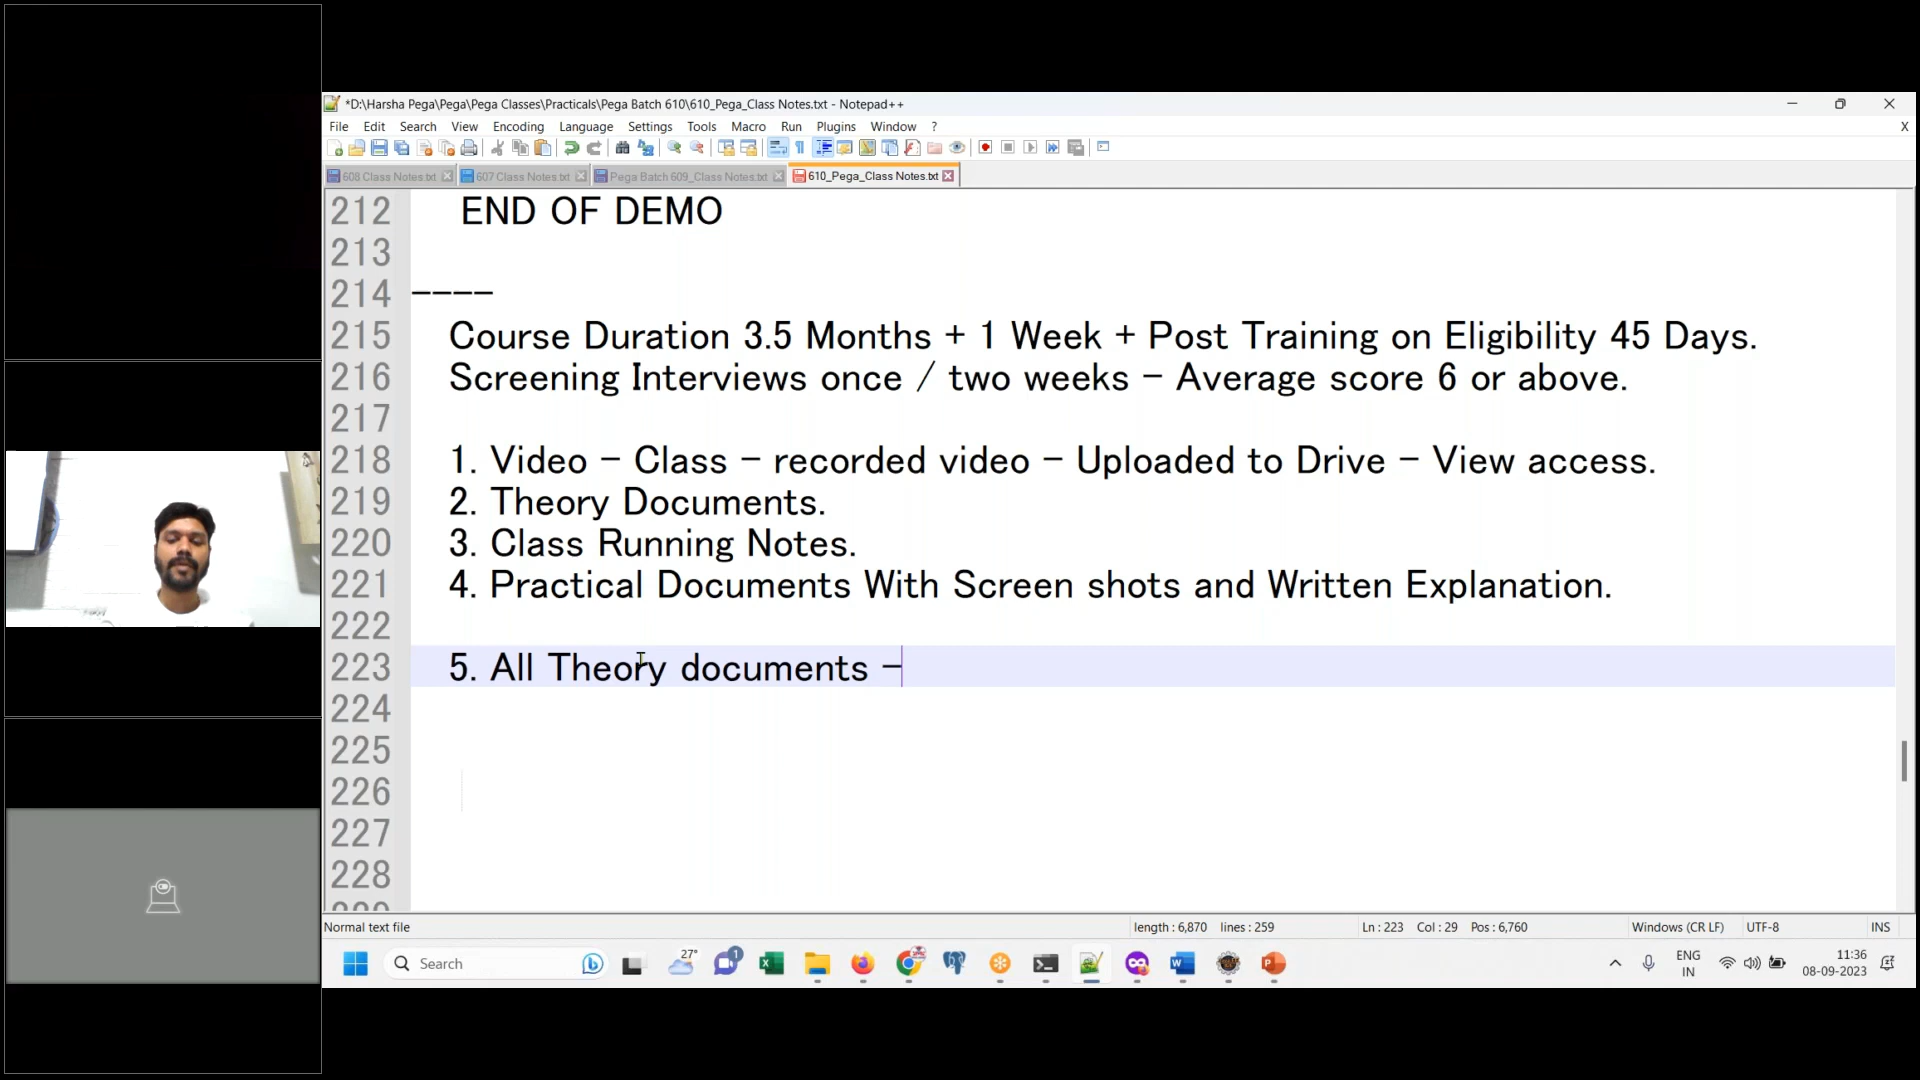 *D:\Harsha Pega\Pega\Pega Classes\Practicals\Pega Batch 610\610_Pega_Class Notes.txt - Notepad++
File Edit Search View Encoding Language Settings Tools Macro Run Plugins Window ? X
608 Class Notes.txt 607 Class Notes.txt Pega Batch 609_Class Notes.txt 610_Pega_Class Notes.txt
212 END OF DEMO
213
214 ----
215 Course Duration 3.5 Months + 1 Week + Post Training on Eligibility 45 Days.
216 Screening Interviews once / two weeks - Average score 6 or above.
217
218 1. Video - Class - recorded video - Uploaded to Drive - View access.
219 2. Theory Documents.
220 3. Class Running Notes.
221 4. Practical Documents With Screen shots and Written Explanation.
222
223 5. All Theory documents -
224
225
226
227
228
229
Normal text file length : 6,870 lines : 259 Ln : 223 Col : 29 Pos : 6,760 Windows (CR LF) UTF-8 INS
Search 27° 1 ENG 11:36
IN 08-09-2023